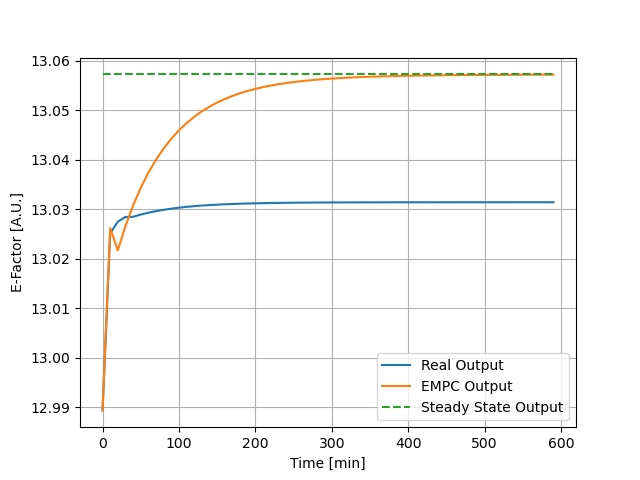 13.06
13.05
13.04
13.03
13.02
13.01
13.00
12.99
E-Factor [A.U.]
Real Output
EMPC Output
Steady State Output
0 100 200 300 400 500 600
Time [min]